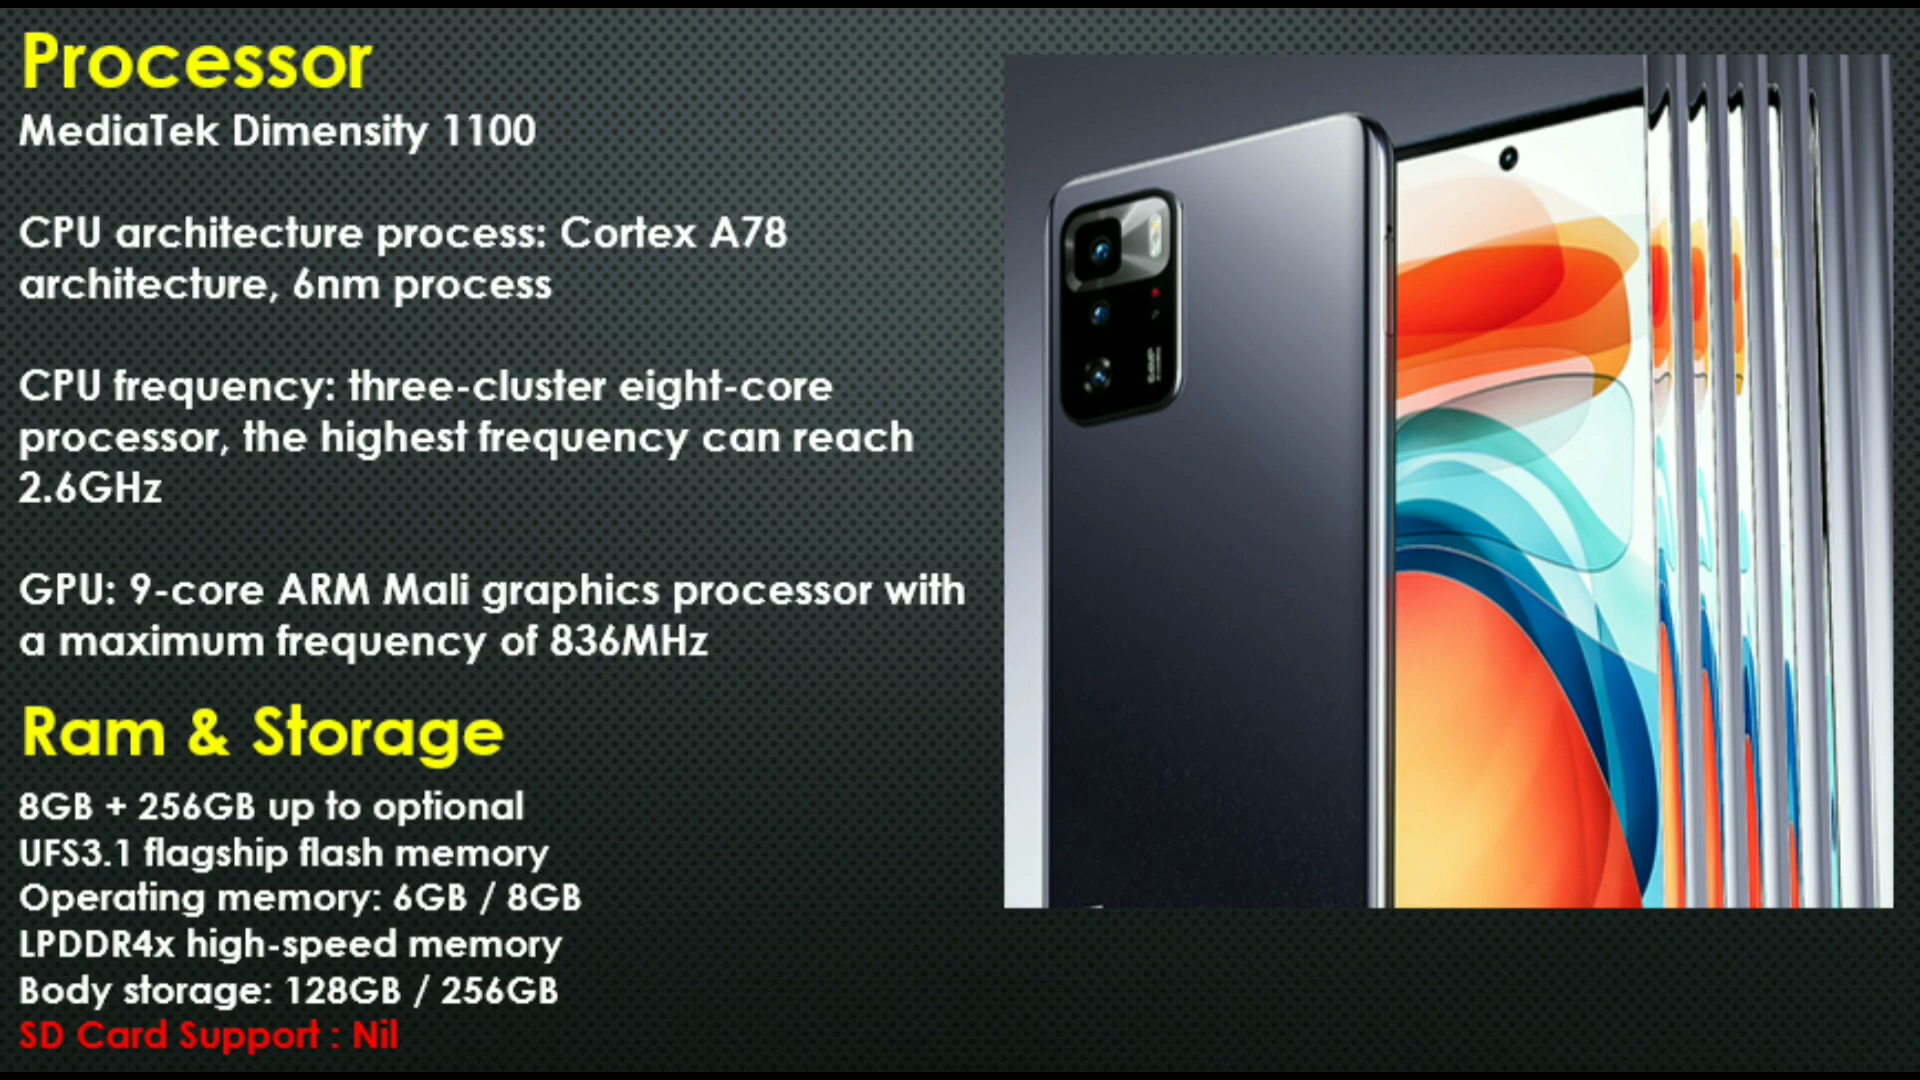 Processor
MediaTek Dimensity 1100
CPU architecture process: Cortex A78
architecture, 6nm process
CPU frequency: three-cluster eight-core
processor, the highest frequency can reach
2.6GHz
GPU: 9-core ARM Mali graphics processor with
a maximum frequency of 836MHz
Ram & Storage
8GB + 256GB up to optional
UFS3.1 flagship flash memory
Operating memory: 6GB / 8GB
LPDDR4x high-speed memory
Body storage: 128GB / 256GB
SD Card Support : Nil